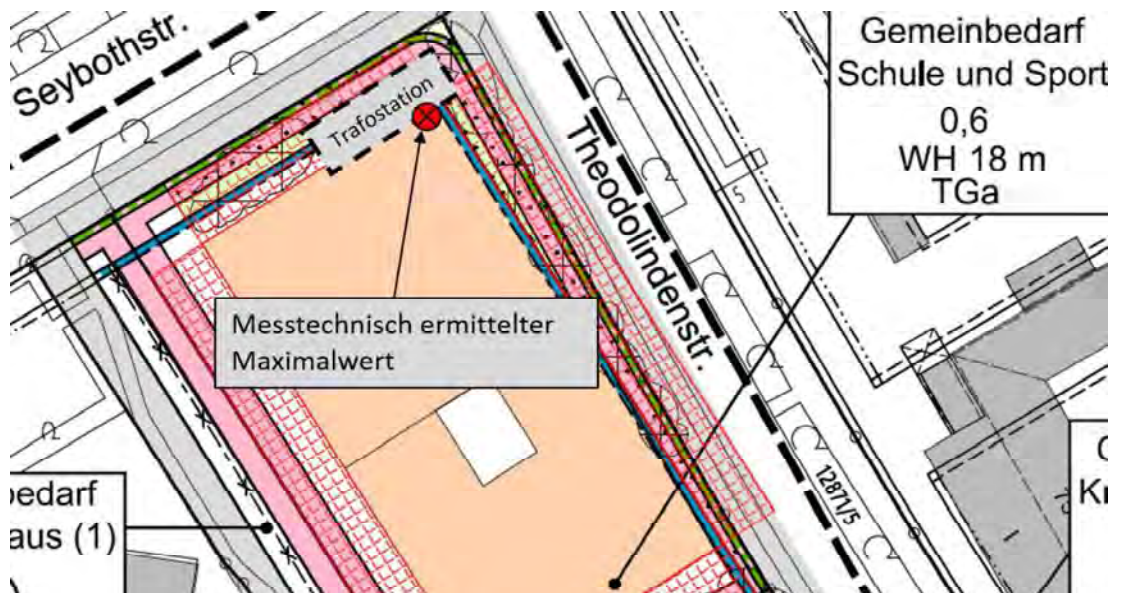 Seybothstr.
Trafostation
Theodolindenstr.
Gemeinbedarf
Schule und Sport
0,6
WH 18 m
TGa
Messtechnisch ermittelter
Maximalwert
12871/5
bedarf
aus (1)
I